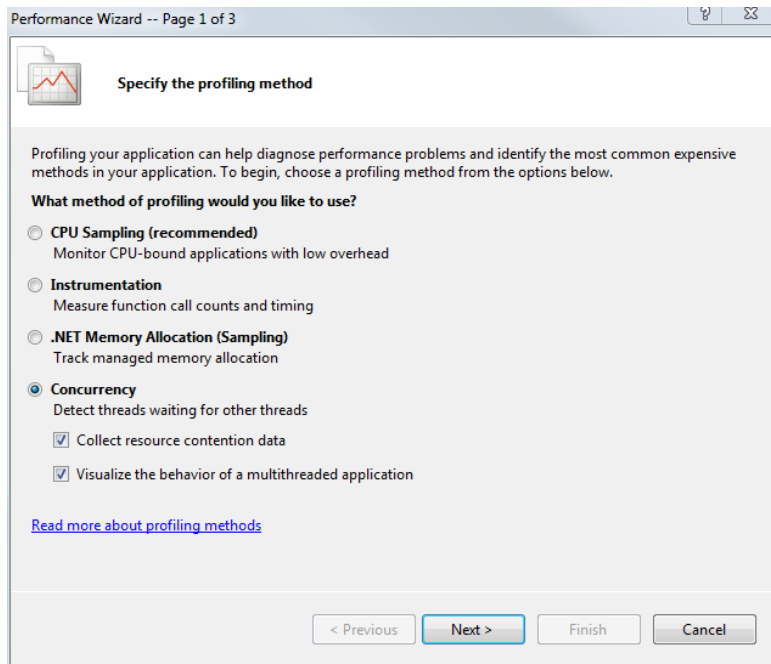 Performance Wizard -- Page 1 of 3
?
Specify the profiling method
Profiling your application can help diagnose performance problems and identify the most common expensive
methods in your application. To begin, choose a profiling method from the options below.
What method of profiling would you like to use?
CPU Sampling (recommended)
Monitor CPU-bound applications with low overhead
Instrumentation
Measure function call counts and timing
.NET Memory Allocation (Sampling)
Track managed memory allocation
Concurrency
Detect threads waiting for other threads
Collect resource contention data
Visualize the behavior of a multithreaded application
Read more about profiling methods
< Previous
Next >
Finish
Cancel